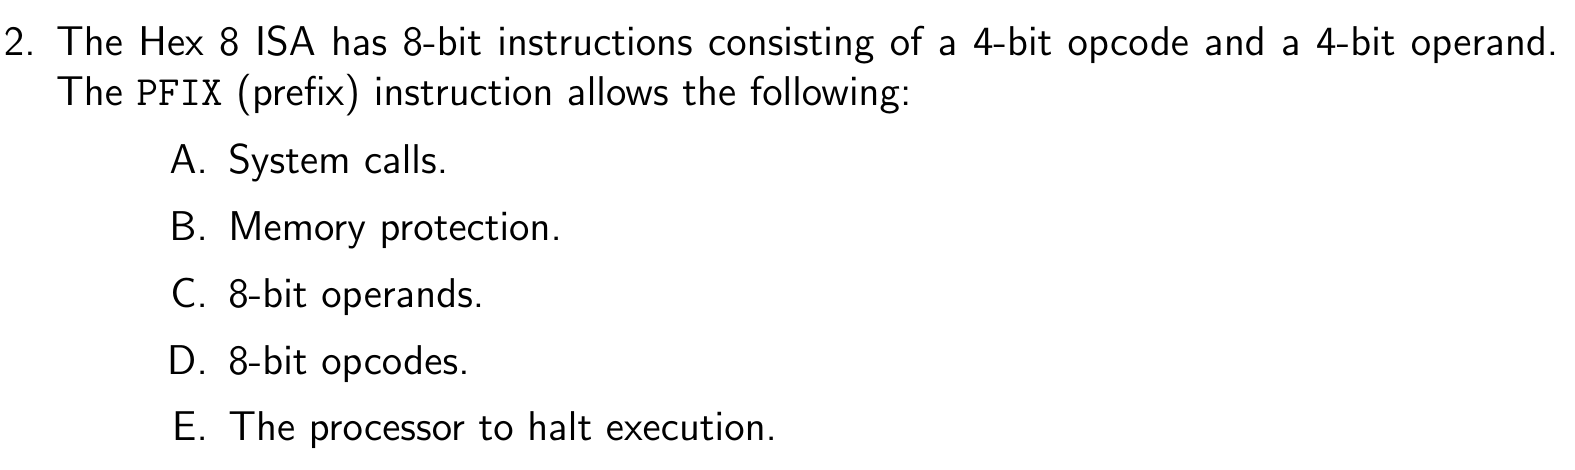 2. The Hex 8 ISA has 8-bit instructions consisting of a 4-bit opcode and a 4-bit operand.
The PFIX (prefix) instruction allows the following:
A. System calls.
B. Memory protection.
C. 8-bit operands.
D. 8-bit opcodes.
E. The processor to halt execution.